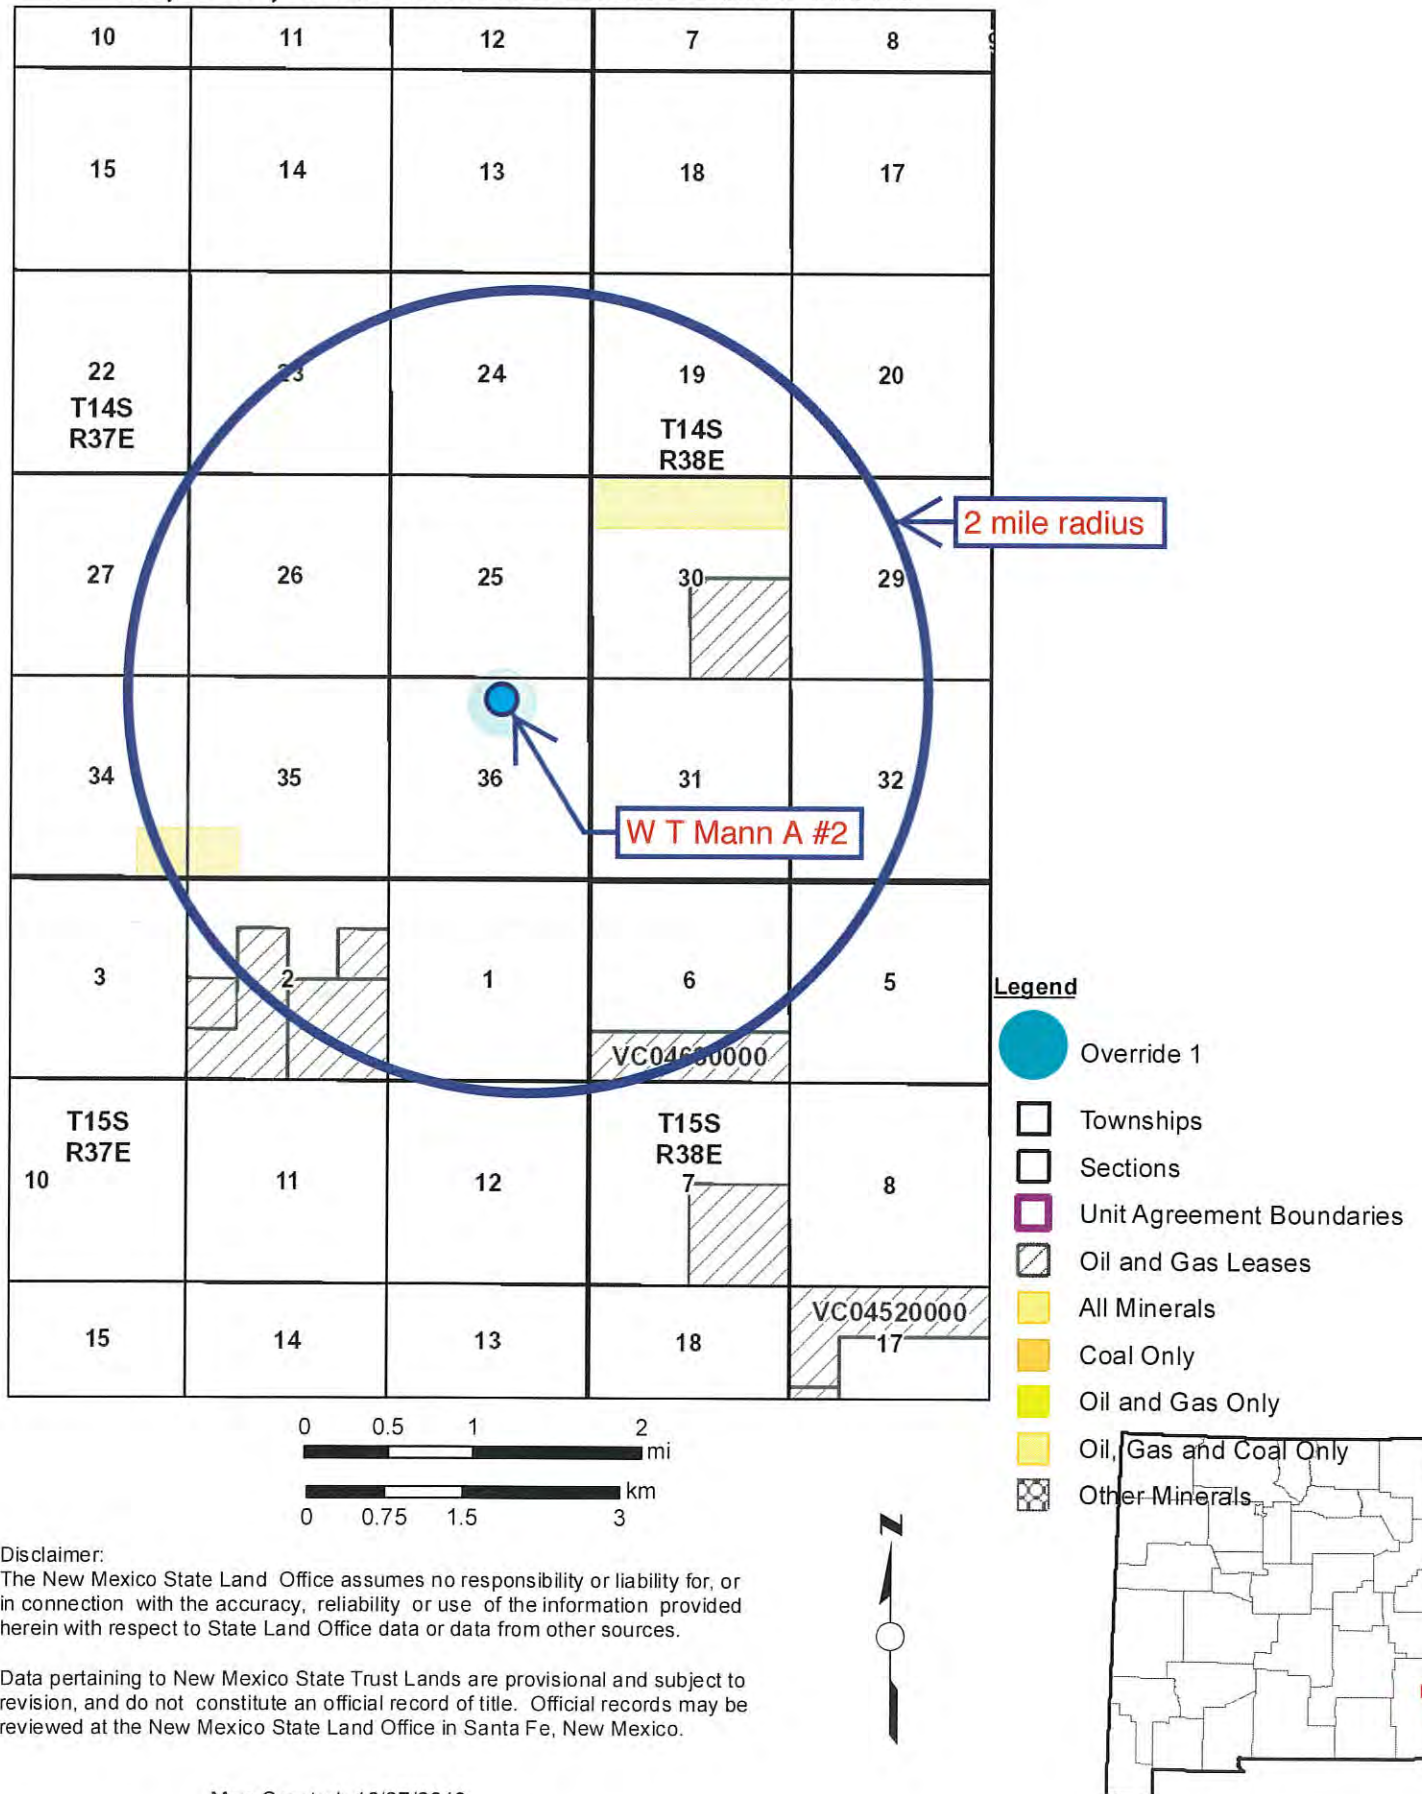 10 11 12 7 8
15 14 13 18 17
22 23 24 19 20
T14S
R37E
T14S
R38E
2 mile radius
27 26 25 30 29
34 35 36 31 32
W T Mann A #2
3 2 1 6 5
VC04680000
T15S
R37E
T15S
R38E
10 11 12 7 8
VC04520000
15 14 13 18 17
Legend
Override 1
Townships
Sections
Unit Agreement Boundaries
Oil and Gas Leases
All Minerals
Coal Only
Oil and Gas Only
Oil, Gas and Coal Only
Other Minerals
0 0.5 1 2
mi
km
0 0.75 1.5 3
N
Disclaimer:
The New Mexico State Land Office assumes no responsibility or liability for, or
in connection with the accuracy, reliability or use of the information provided
herein with respect to State Land Office data or data from other sources.
Data pertaining to New Mexico State Trust Lands are provisional and subject to
revision, and do not constitute an official record of title. Official records may be
reviewed at the New Mexico State Land Office in Santa Fe, New Mexico.